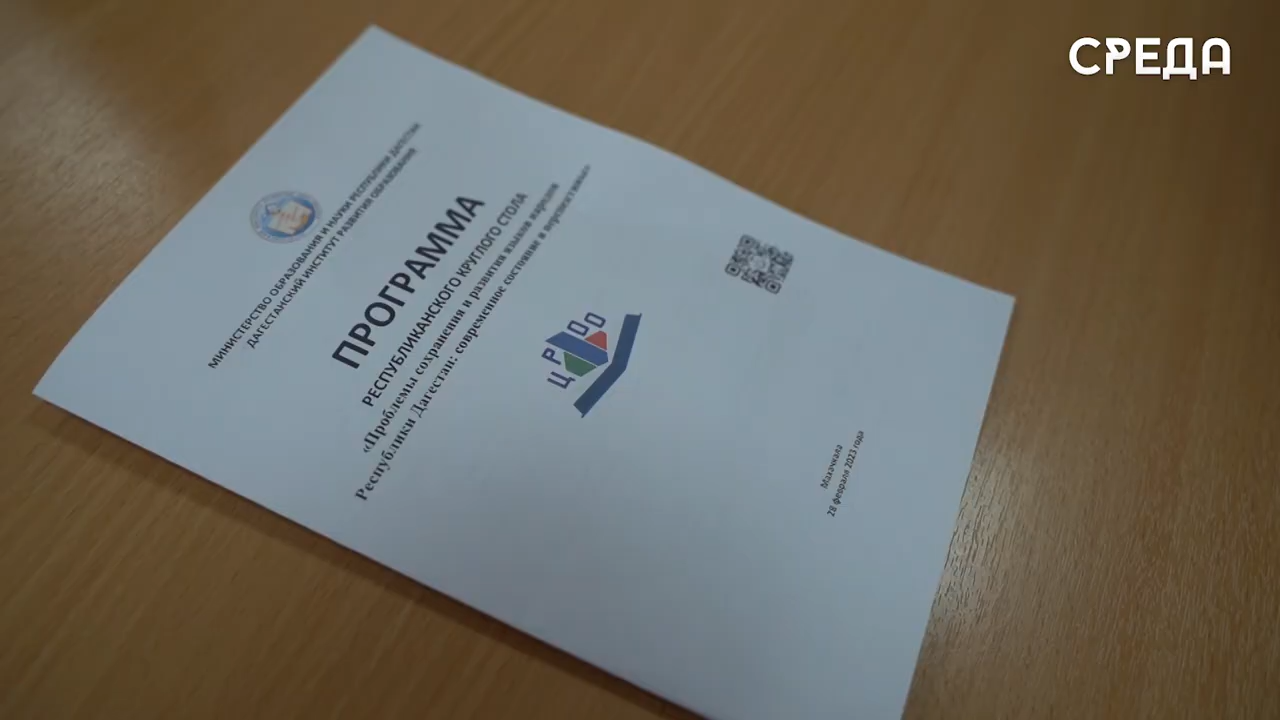 СРЕДА
МИНИСТЕРСТВО ОБРАЗОВАНИЯ И НАУКИ РЕСПУБЛИКИ ДАГЕСТАН
ДАГЕСТАНСКИЙ ИНСТИТУТ РАЗВИТИЯ ОБРАЗОВАНИЯ
ПРОГРАММА
РЕСПУБЛИКАНСКОГО КРУГЛОГО СТОЛА
«Проблемы сохранения и развития языков народов
Республики Дагестан: современное состояние и перспективы»
ЦРОО
Махачкала
28 февраля 2023 года